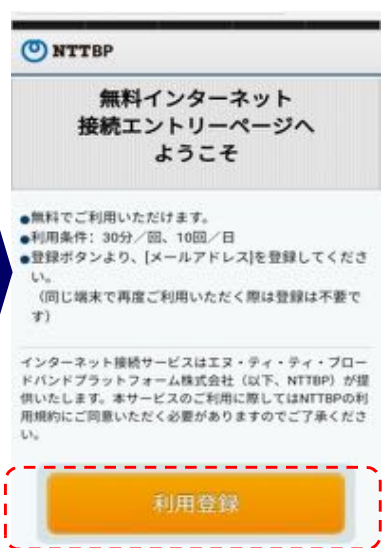 NTTBP
無料インターネット
接続エントリーページへ
ようこそ
●無料でご利用いただけます。
●利用条件：30分／回、10回／日
●登録ボタンより、[メールアドレス]を登録してくださ
い。
（同じ端末で再度ご利用いただく際は登録は不要で
す）
インターネット接続サービスはエヌ・ティ・ティ・ブロー
ドバンドプラットフォーム株式会社（以下、NTTBP）が提
供いたします。本サービスのご利用に際してはNTTBPの利
用規約にご同意いただく必要がありますのでご了承くださ
い。
利用登録